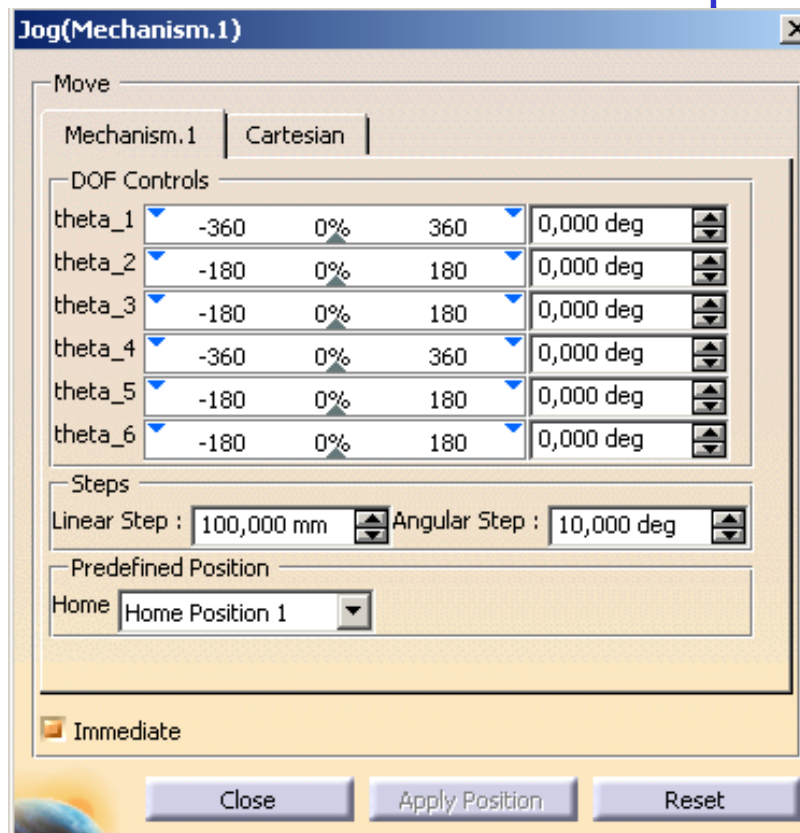 Jog(Mechanism.1)
Move
Mechanism.1 Cartesian
DOF Controls
theta_1 -360 0% 360 0,000 deg
theta_2 -180 0% 180 0,000 deg
theta_3 -180 0% 180 0,000 deg
theta_4 -360 0% 360 0,000 deg
theta_5 -180 0% 180 0,000 deg
theta_6 -180 0% 180 0,000 deg
Steps
Linear Step : 100,000 mm Angular Step : 10,000 deg
Predefined Position
Home Home Position 1
Immediate
Close Apply Position Reset